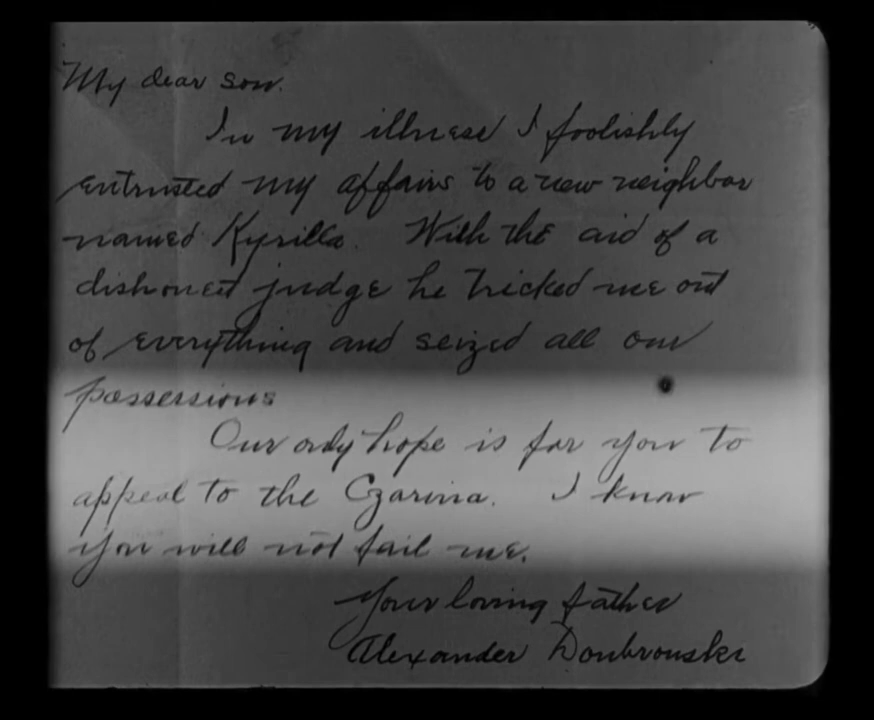 My dear son.
In my illness I foolishly
entrusted my affairs to a new neighbor
named Kyrilla. With the aid of a
dishonest judge he tricked me out
of everything and seized all our
possessions
Our only hope is for you to
appeal to the Czarina. I know
you will not fail me.
Your loving father
Alexander Doubrouski